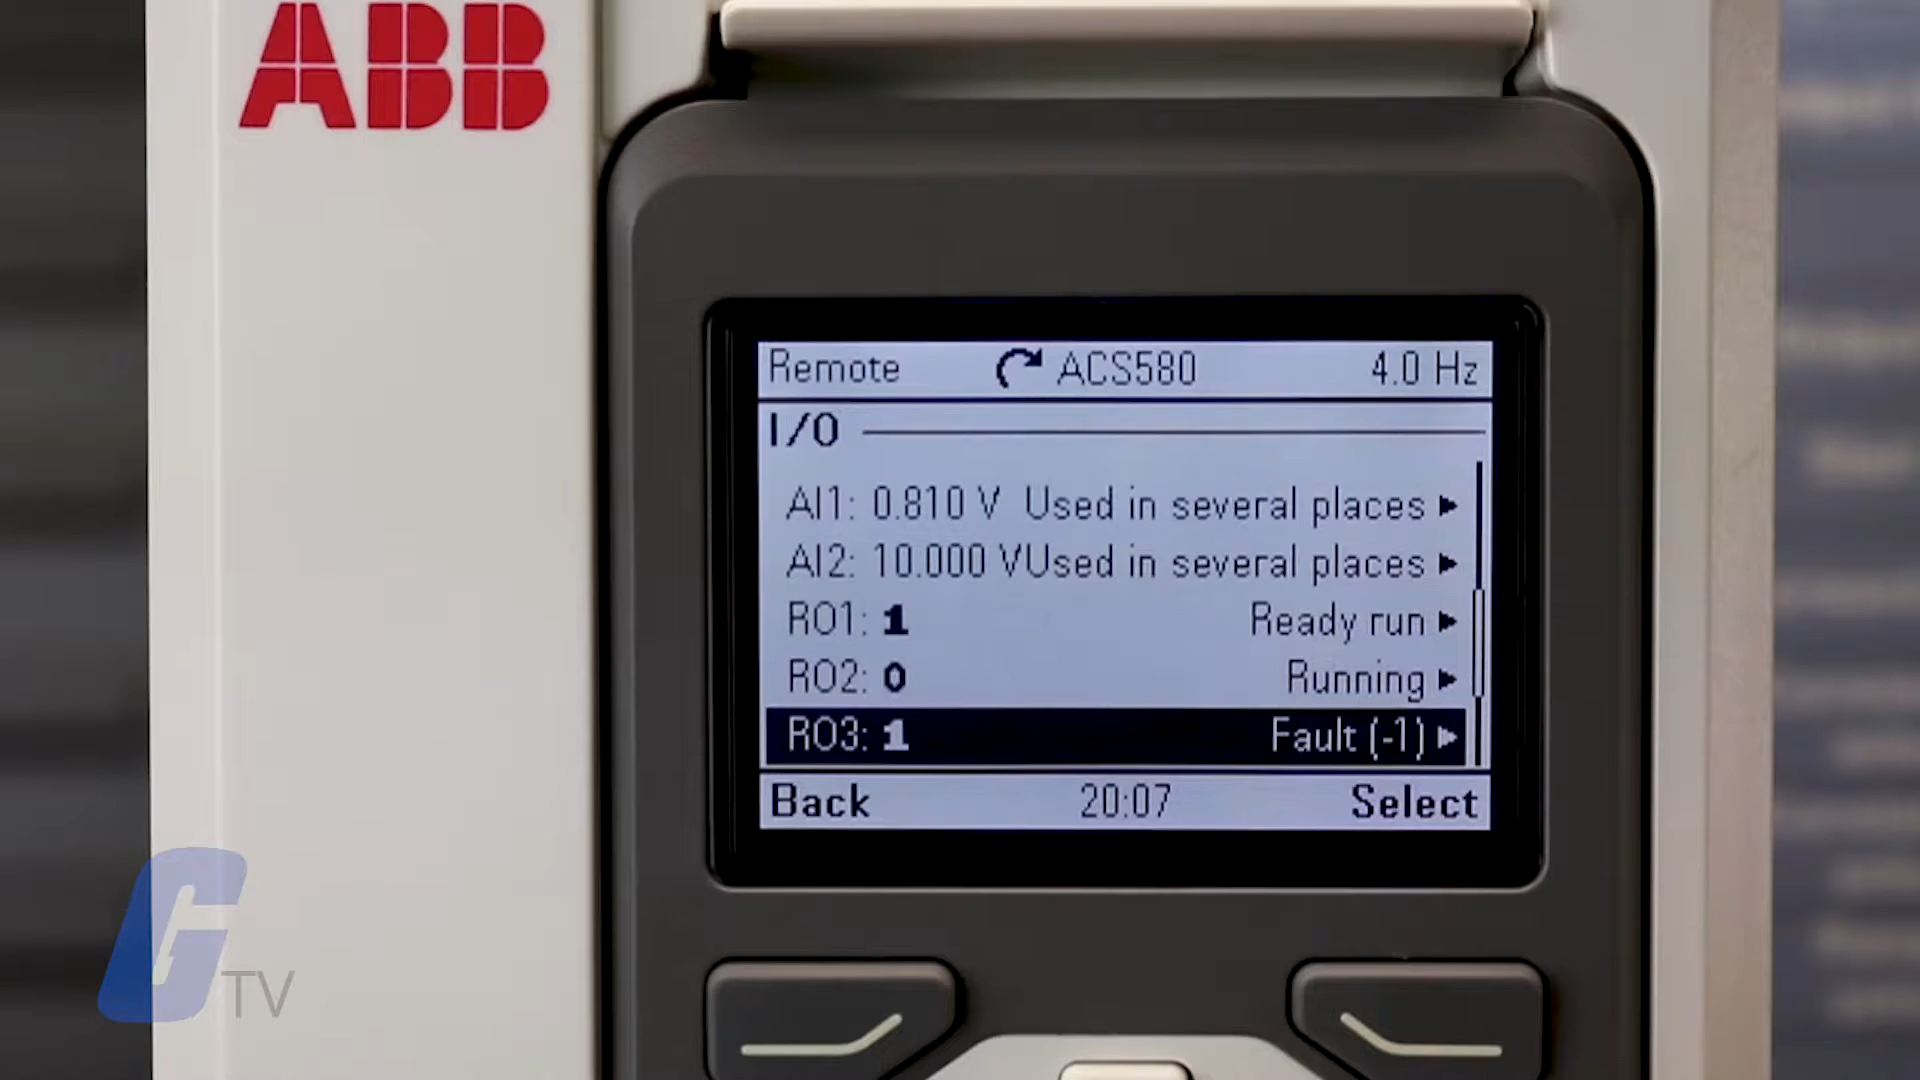 ABB
Remote ACS580 4.0 Hz
I/O
AI1: 0.810 V Used in several places
AI2: 10.000 VUsed in several places
RO1: 1 Ready run
RO2: 0 Running
RO3: 1 Fault (-1)
Back 20:07 Select
G TV